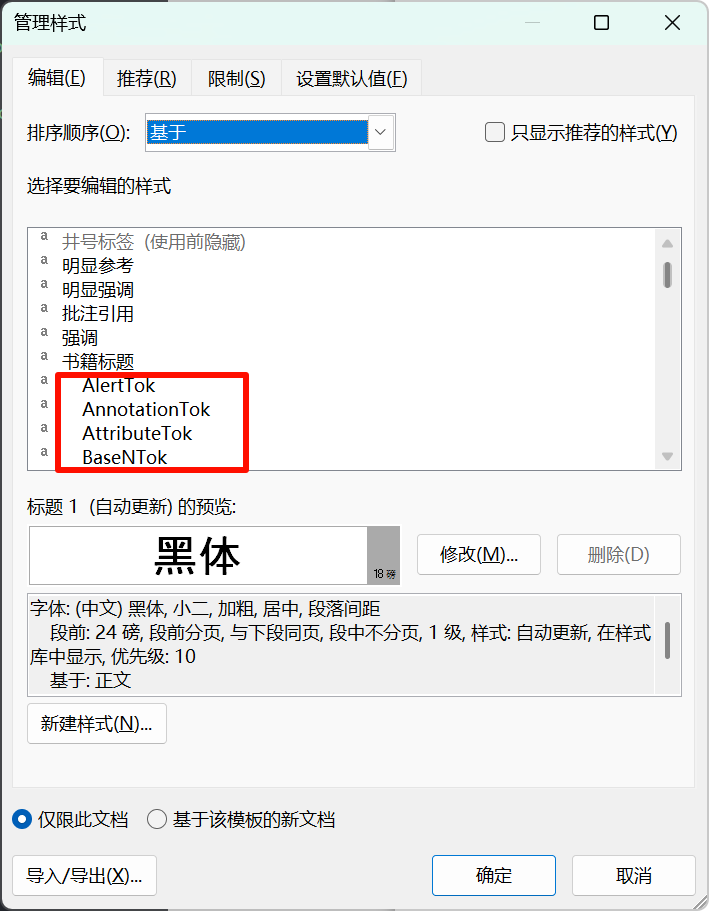 管理样式
编辑(E) 推荐(R) 限制(S) 设置默认值(F)
排序顺序(O): 基于 只显示推荐的样式(Y)
选择要编辑的样式
a 井号标签 (使用前隐藏)
a 明显参考
a 明显强调
a 批注引用
a 强调
a 书籍标题
a AlertTok
a AnnotationTok
a AttributeTok
a BaseNTok
标题 1 (自动更新) 的预览:
黑体 18 磅
修改(M)... 删除(D)
字体: (中文) 黑体, 小二, 加粗, 居中, 段落间距
段前: 24 磅, 段前分页, 与下段同页, 段中不分页, 1 级, 样式: 自动更新, 在样式
库中显示, 优先级: 10
基于: 正文
新建样式(N)...
仅限此文档 基于该模板的新文档
导入/导出(X)... 确定 取消